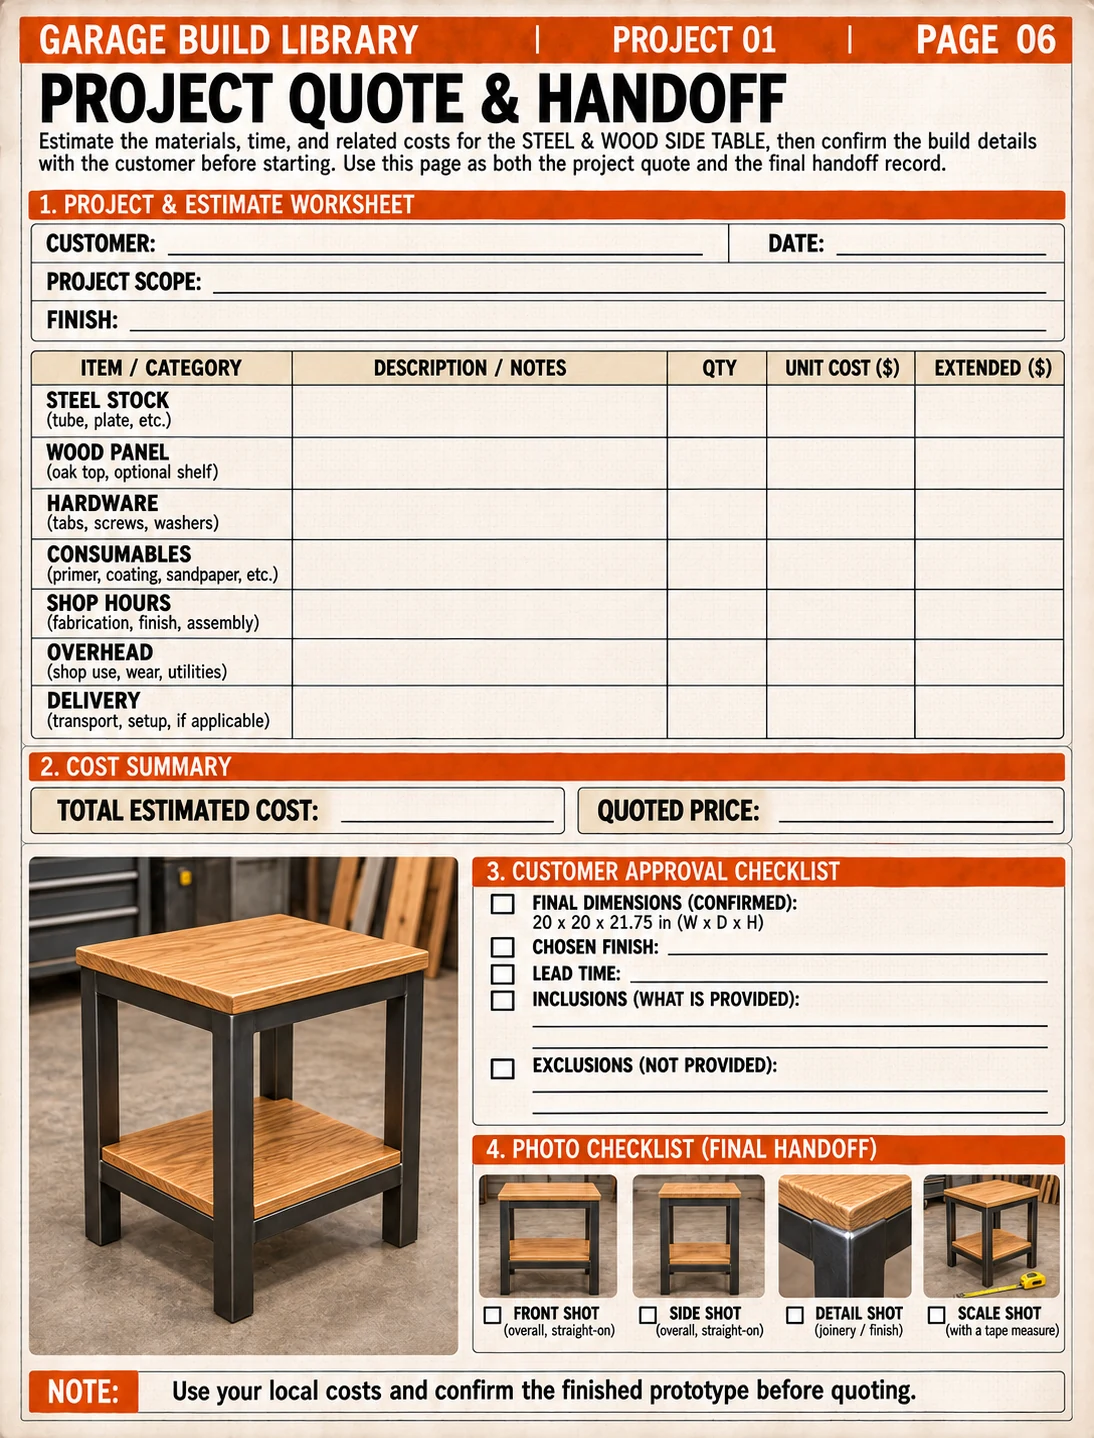 GARAGE BUILD LIBRARY | PROJECT 01 | PAGE 06
PROJECT QUOTE & HANDOFF
Estimate the materials, time, and related costs for the STEEL & WOOD SIDE TABLE, then confirm the build details
with the customer before starting. Use this page as both the project quote and the final handoff record.
1. PROJECT & ESTIMATE WORKSHEET
CUSTOMER: DATE:
PROJECT SCOPE:
FINISH:
ITEM / CATEGORY DESCRIPTION / NOTES QTY UNIT COST ($) EXTENDED ($)
STEEL STOCK
(tube, plate, etc.)
WOOD PANEL
(oak top, optional shelf)
HARDWARE
(tabs, screws, washers)
CONSUMABLES
(primer, coating, sandpaper, etc.)
SHOP HOURS
(fabrication, finish, assembly)
OVERHEAD
(shop use, wear, utilities)
DELIVERY
(transport, setup, if applicable)
2. COST SUMMARY
TOTAL ESTIMATED COST: QUOTED PRICE:
3. CUSTOMER APPROVAL CHECKLIST
FINAL DIMENSIONS (CONFIRMED):
20 x 20 x 21.75 in (W x D x H)
CHOSEN FINISH:
LEAD TIME:
INCLUSIONS (WHAT IS PROVIDED):
EXCLUSIONS (NOT PROVIDED):
4. PHOTO CHECKLIST (FINAL HANDOFF)
FRONT SHOT
(overall, straight-on)
SIDE SHOT
(overall, straight-on)
DETAIL SHOT
(joinery / finish)
SCALE SHOT
(with a tape measure)
NOTE: Use your local costs and confirm the finished prototype before quoting.